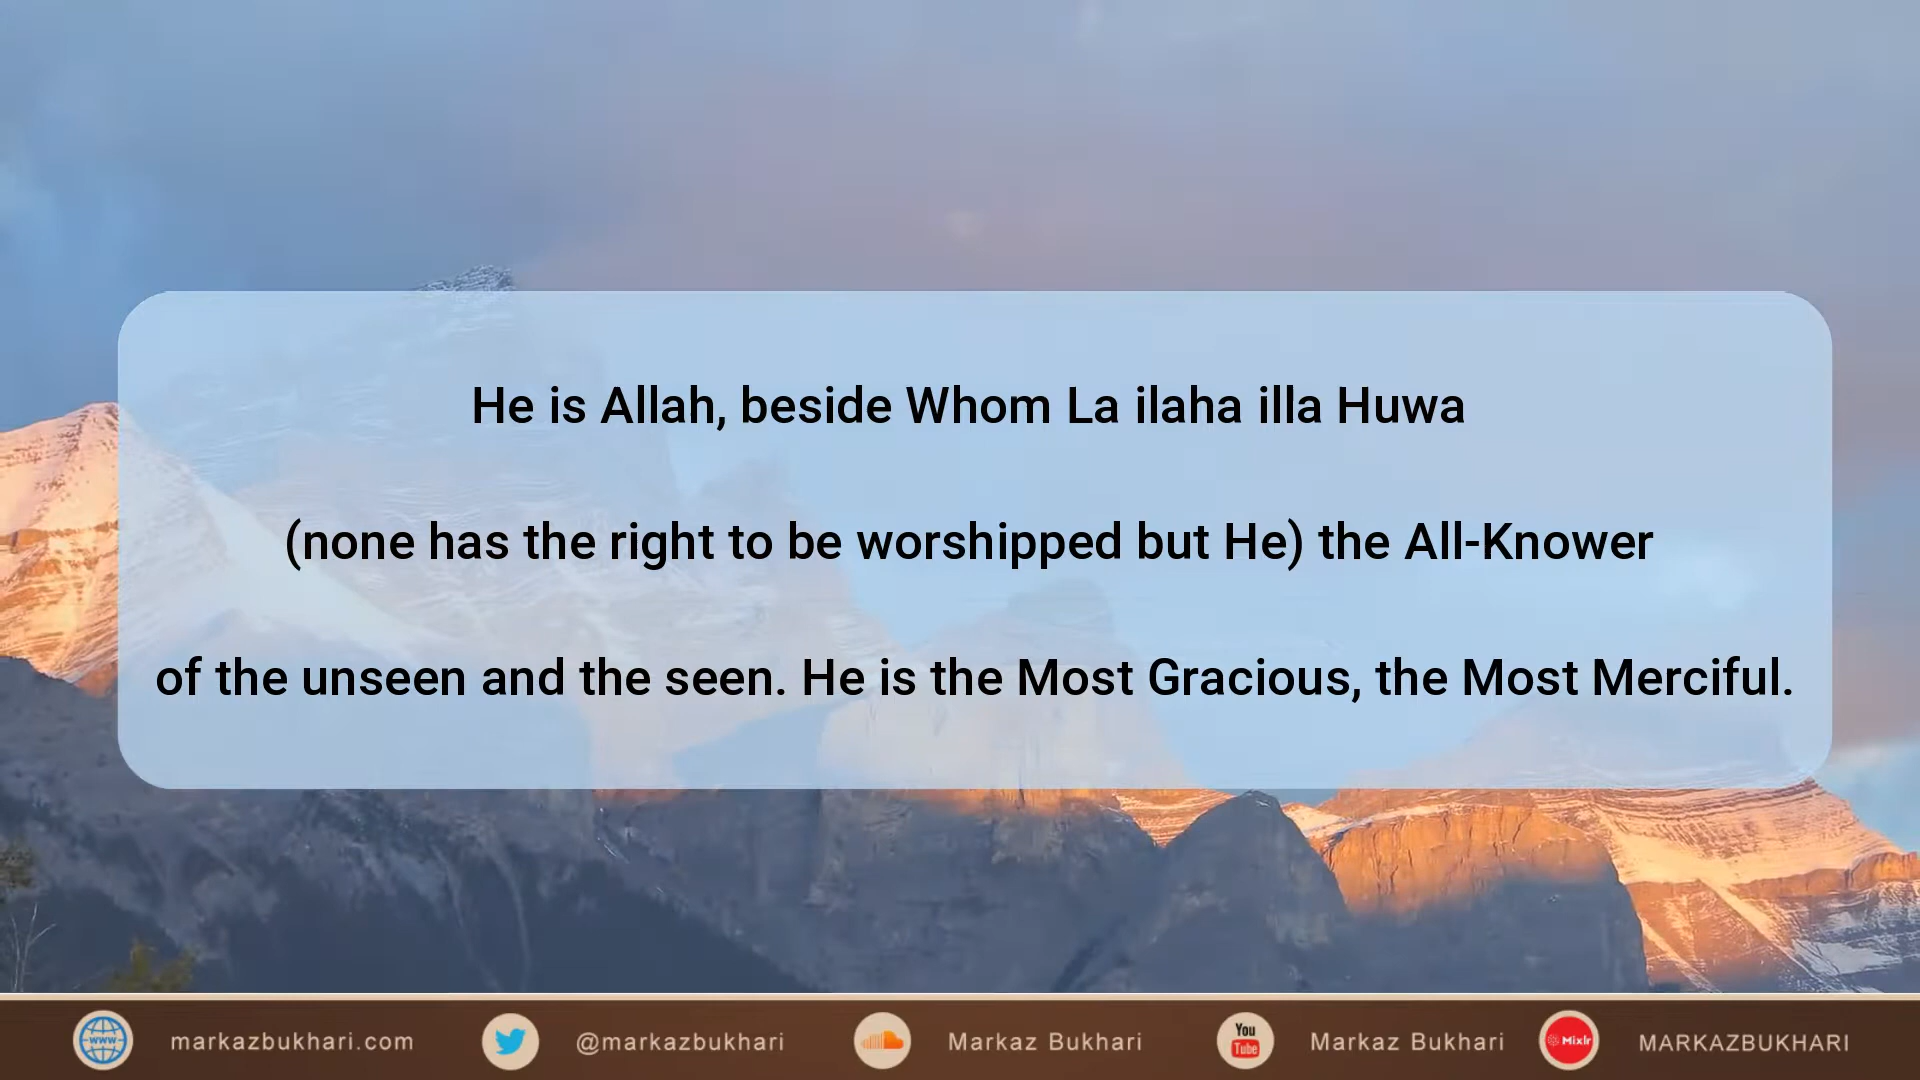 He is Allah, beside Whom La ilaha illa Huwa
(none has the right to be worshipped but He) the All-Knower
of the unseen and the seen. He is the Most Gracious, the Most Merciful.
www markazbukhari.com @markazbukhari Markaz Bukhari You Tube Markaz Bukhari Mixlr MARKAZBUKHARI